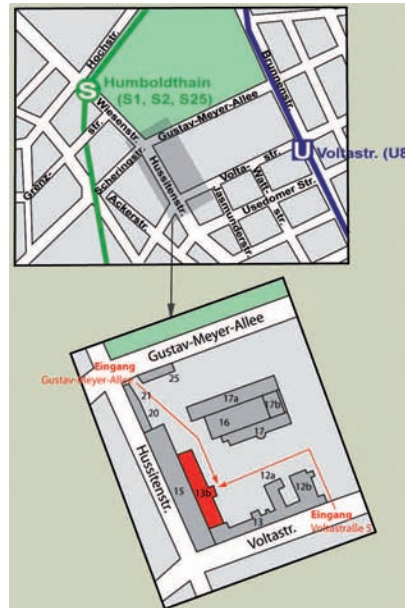 Hochstr.
Brunnenstr.
Humboldthain
(S1, S2, S25)
S
Gustav-Meyer-Allee
Wiesenstr.
U
Voltastr. (U8
Volta-
str.
Watt-
str.
Hussitenstr.
Scheringstr.
Grenz-
str.
Usedomer Str.
Jasmunderstr.
Ackerstr.
Gustav-Meyer-Allee
Eingang
Gustav-Meyer-Allee
25
21
20
17a
17b
16
17
Hussitenstr.
15
13b
12a
12b
13
Eingang
Voltastraße 5
Voltastr.